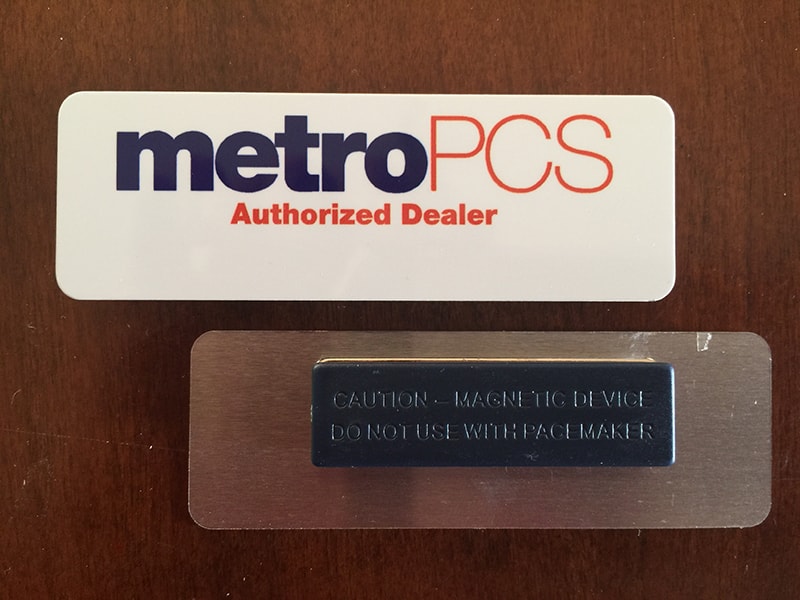 metroPCS
Authorized Dealer
CAUTION – MAGNETIC DEVICE
DO NOT USE WITH PACEMAKER